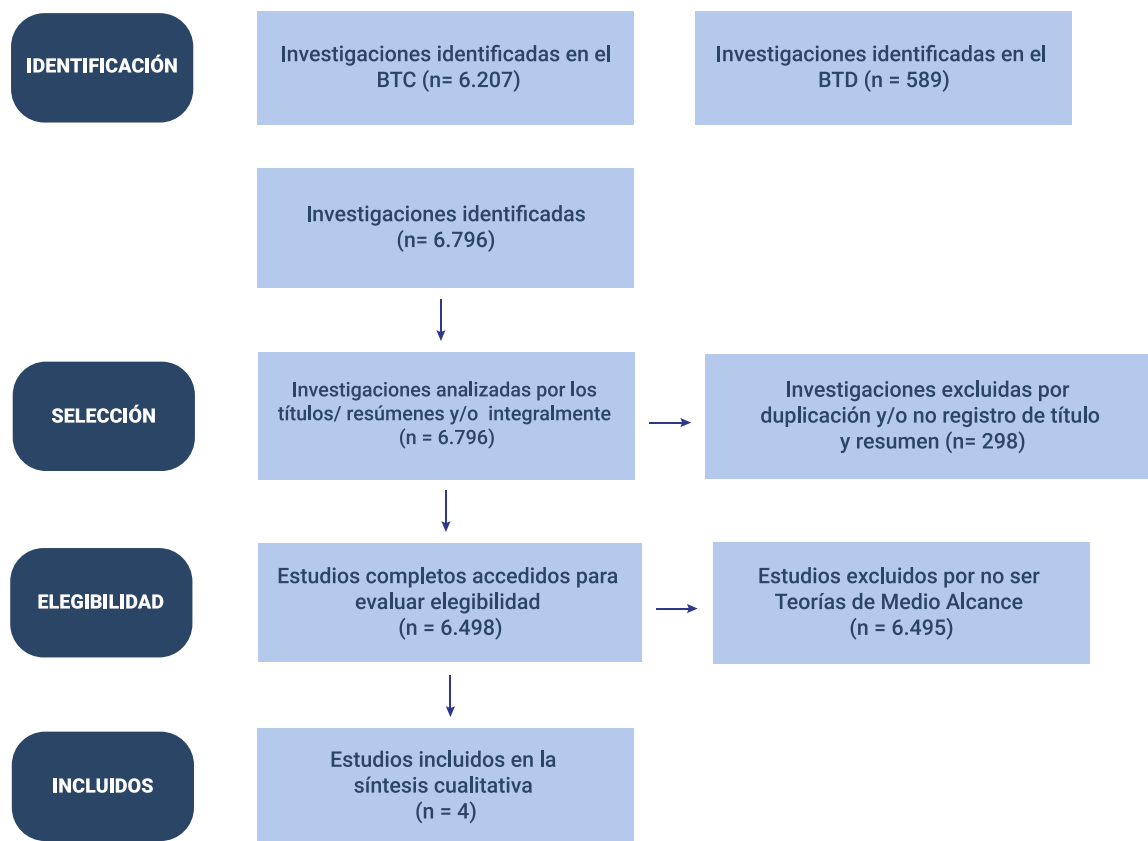 IDENTIFICACIÓN
Investigaciones identificadas en el
BTC (n= 6.207)
Investigaciones identificadas en el
BTD (n = 589)
Investigaciones identificadas
(n= 6.796)
SELECCIÓN
Investigaciones analizadas por los
títulos/ resúmenes y/o integralmente
(n = 6.796)
Investigaciones excluidas por
duplicación y/o no registro de título
y resumen (n= 298)
ELEGIBILIDAD
Estudios completos accedidos para
evaluar elegibilidad
(n = 6.498)
Estudios excluidos por no ser
Teorías de Medio Alcance
(n = 6.495)
INCLUIDOS
Estudios incluidos en la
síntesis cualitativa
(n = 4)